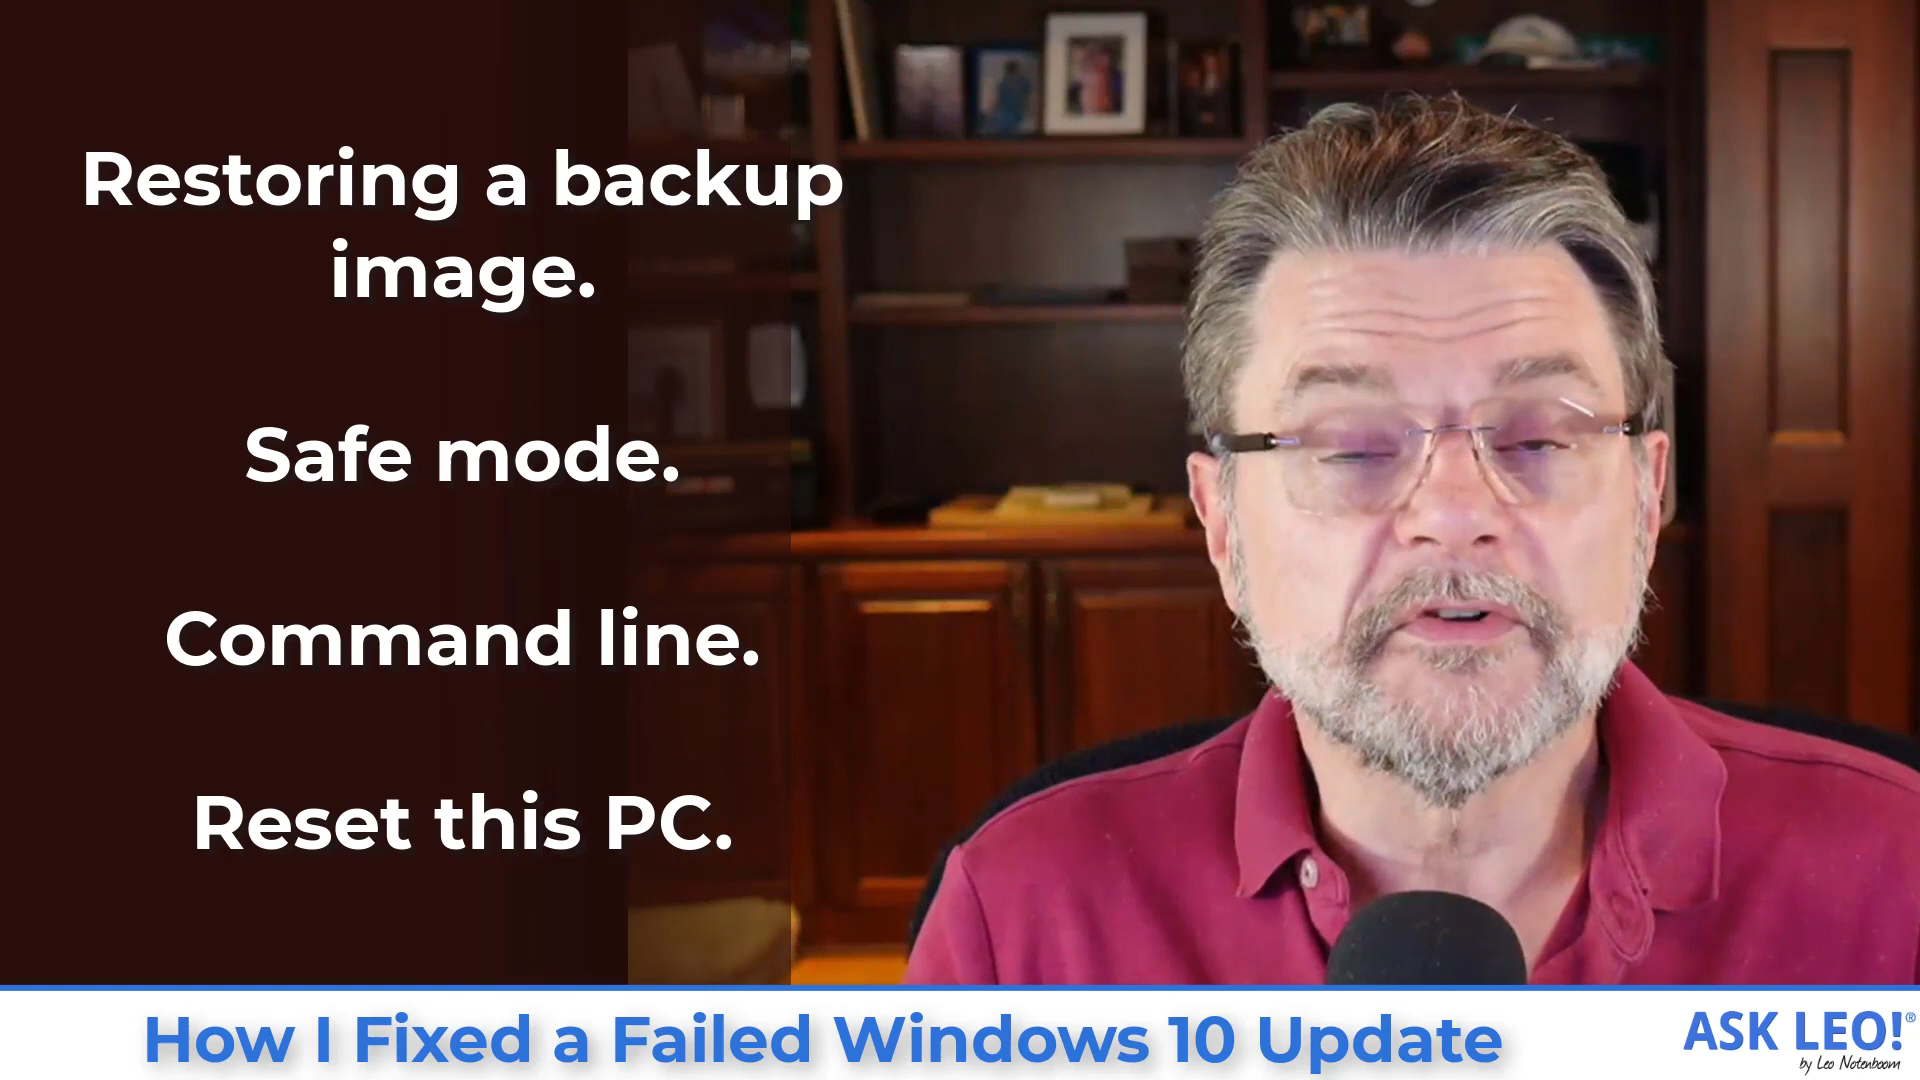 Restoring a backup
image.
Safe mode.
Command line.
Reset this PC.
How I Fixed a Failed Windows 10 Update
ASK LEO!®
by Leo Notenboom